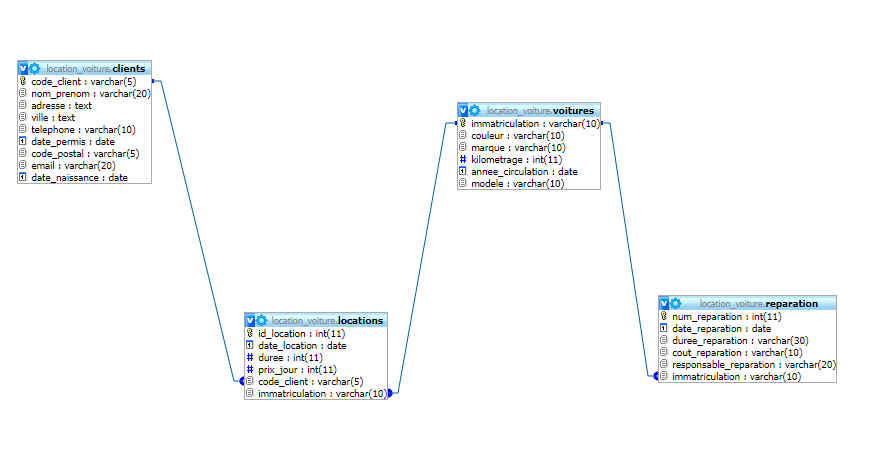 location_voiture.clients
code_client : varchar(5)
nom_prenom : varchar(20)
adresse : text
ville : text
telephone : varchar(10)
date_permis : date
code_postal : varchar(5)
email : varchar(20)
date_naissance : date
location_voiture.voitures
immatriculation : varchar(10)
couleur : varchar(10)
marque : varchar(10)
kilometrage : int(11)
annee_circulation : date
modele : varchar(10)
location_voiture.locations
id_location : int(11)
date_location : date
duree : int(11)
prix_jour : int(11)
code_client : varchar(5)
immatriculation : varchar(10)
location_voiture.reparation
num_reparation : int(11)
date_reparation : date
duree_reparation : varchar(30)
cout_reparation : varchar(10)
responsable_reparation : varchar(20)
immatriculation : varchar(10)